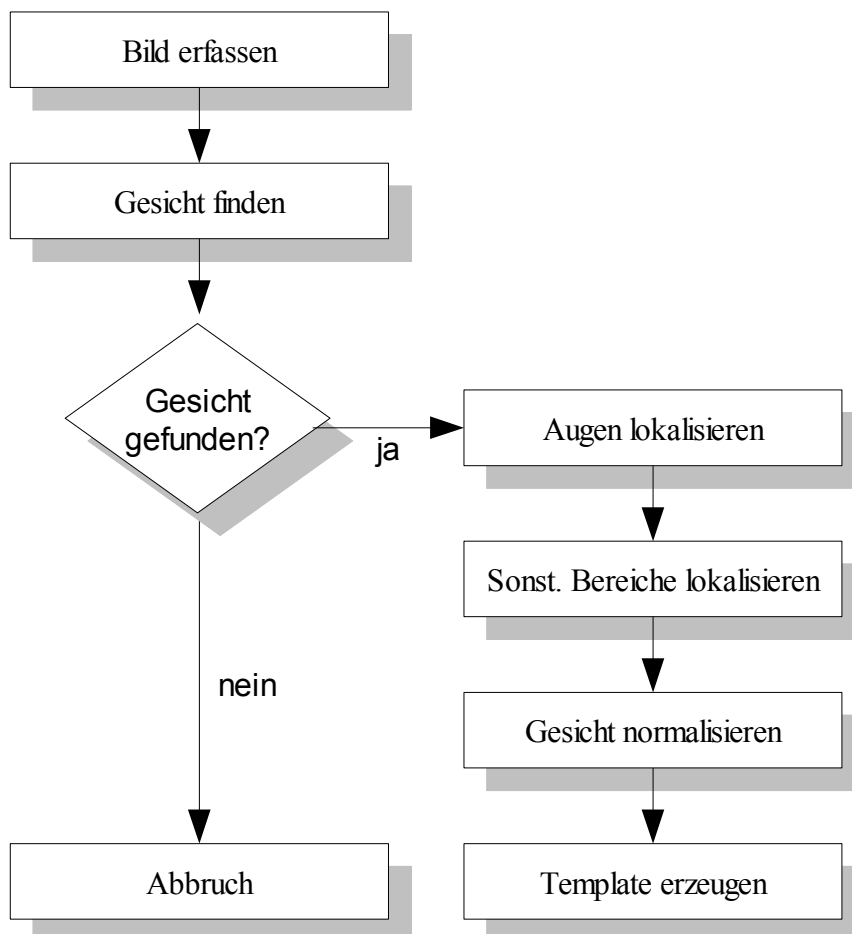 Bild erfassen
Gesicht finden
Gesicht
gefunden?
ja
Augen lokalisieren
Sonst. Bereiche lokalisieren
nein
Gesicht normalisieren
Abbruch
Template erzeugen